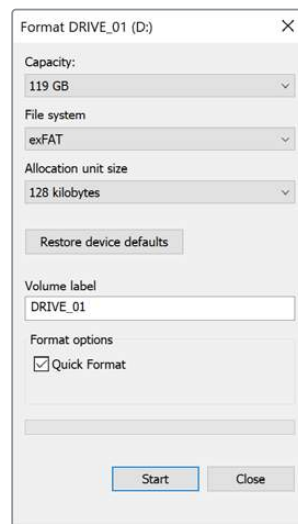 Format DRIVE_01 (D:)
Capacity:
119 GB
File system
exFAT
Allocation unit size
128 kilobytes
Restore device defaults
Volume label
DRIVE_01
Format options
Quick Format
Start Close